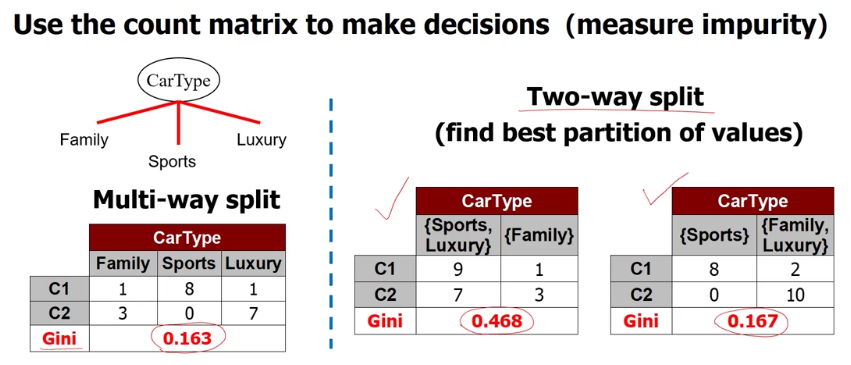 Use the count matrix to make decisions (measure impurity)
CarType
Family
Sports
Luxury
Multi-way split
CarType
Family Sports Luxury
C1 1 8 1
C2 3 0 7
Gini 0.163
Two-way split
(find best partition of values)
CarType
{Sports, Luxury} {Family}
C1 9 1
C2 7 3
Gini 0.468
CarType
{Sports} {Family, Luxury}
C1 8 2
C2 0 10
Gini 0.167